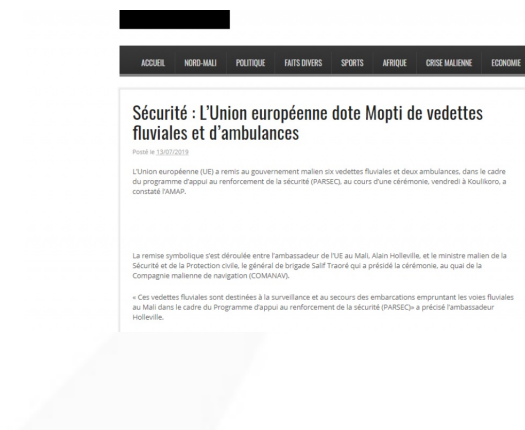 ACCUEIL NORD-MALI POLITIQUE FAITS DIVERS SPORTS AFRIQUE CRISE MALIENNE ECONOMIE
Sécurité : L'Union européenne dote Mopti de vedettes
fluviales et d'ambulances
Posté le 13/07/2019
L'Union européenne (UE) a remis au gouvernement malien six vedettes fluviales et deux ambulances, dans le cadre
du programme d'appui au renforcement de la sécurité (PARSEC), au cours d'une cérémonie, vendredi à Koulikoro, a
constaté l'AMAP.
La remise symbolique s'est déroulée entre l'ambassadeur de l'UE au Mali, Alain Holleville, et le ministre malien de la
Sécurité et de la Protection civile, le général de brigade Salif Traoré qui a présidé la cérémonie, au quai de la
Compagnie malienne de navigation (COMANAV).
« Ces vedettes fluviales sont destinées à la surveillance et au secours des embarcations empruntant les voies fluviales
au Mali dans le cadre du Programme d'appui au renforcement de la sécurité (PARSEC)» a précisé l'ambassadeur
Holleville.